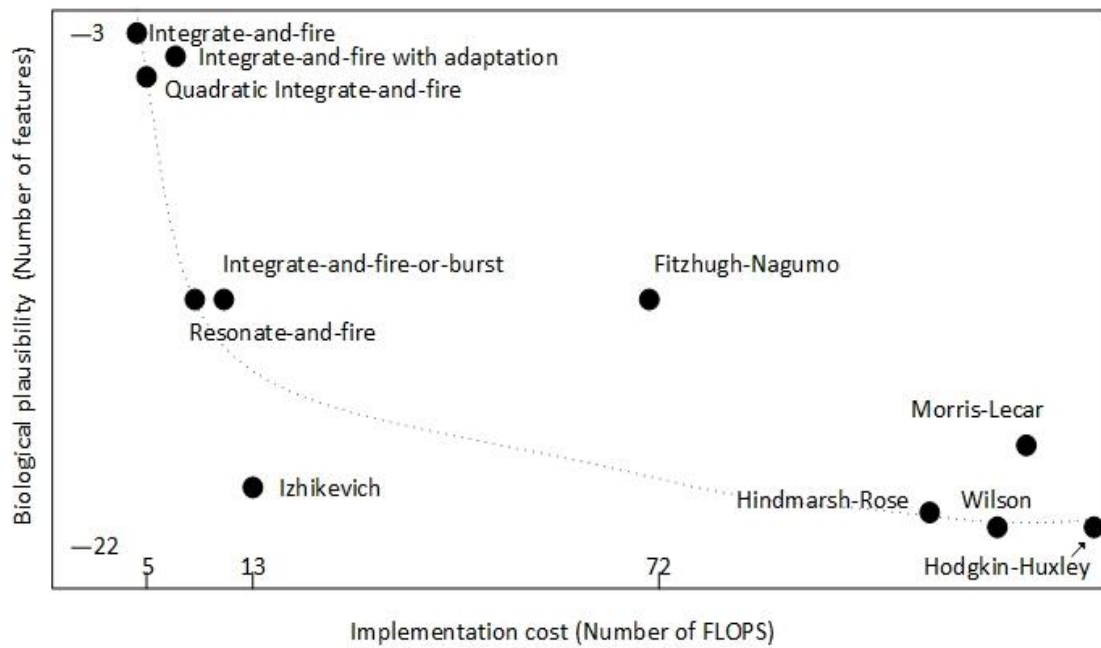 —3
Integrate-and-fire
Integrate-and-fire with adaptation
Quadratic Integrate-and-fire
Biological plausibility (Number of features)
Integrate-and-fire-or-burst
Fitzhugh-Nagumo
Resonate-and-fire
Morris-Lecar
Izhikevich
Hindmarsh-Rose
Wilson
—22
Hodgkin-Huxley
5
13
72
Implementation cost (Number of FLOPS)